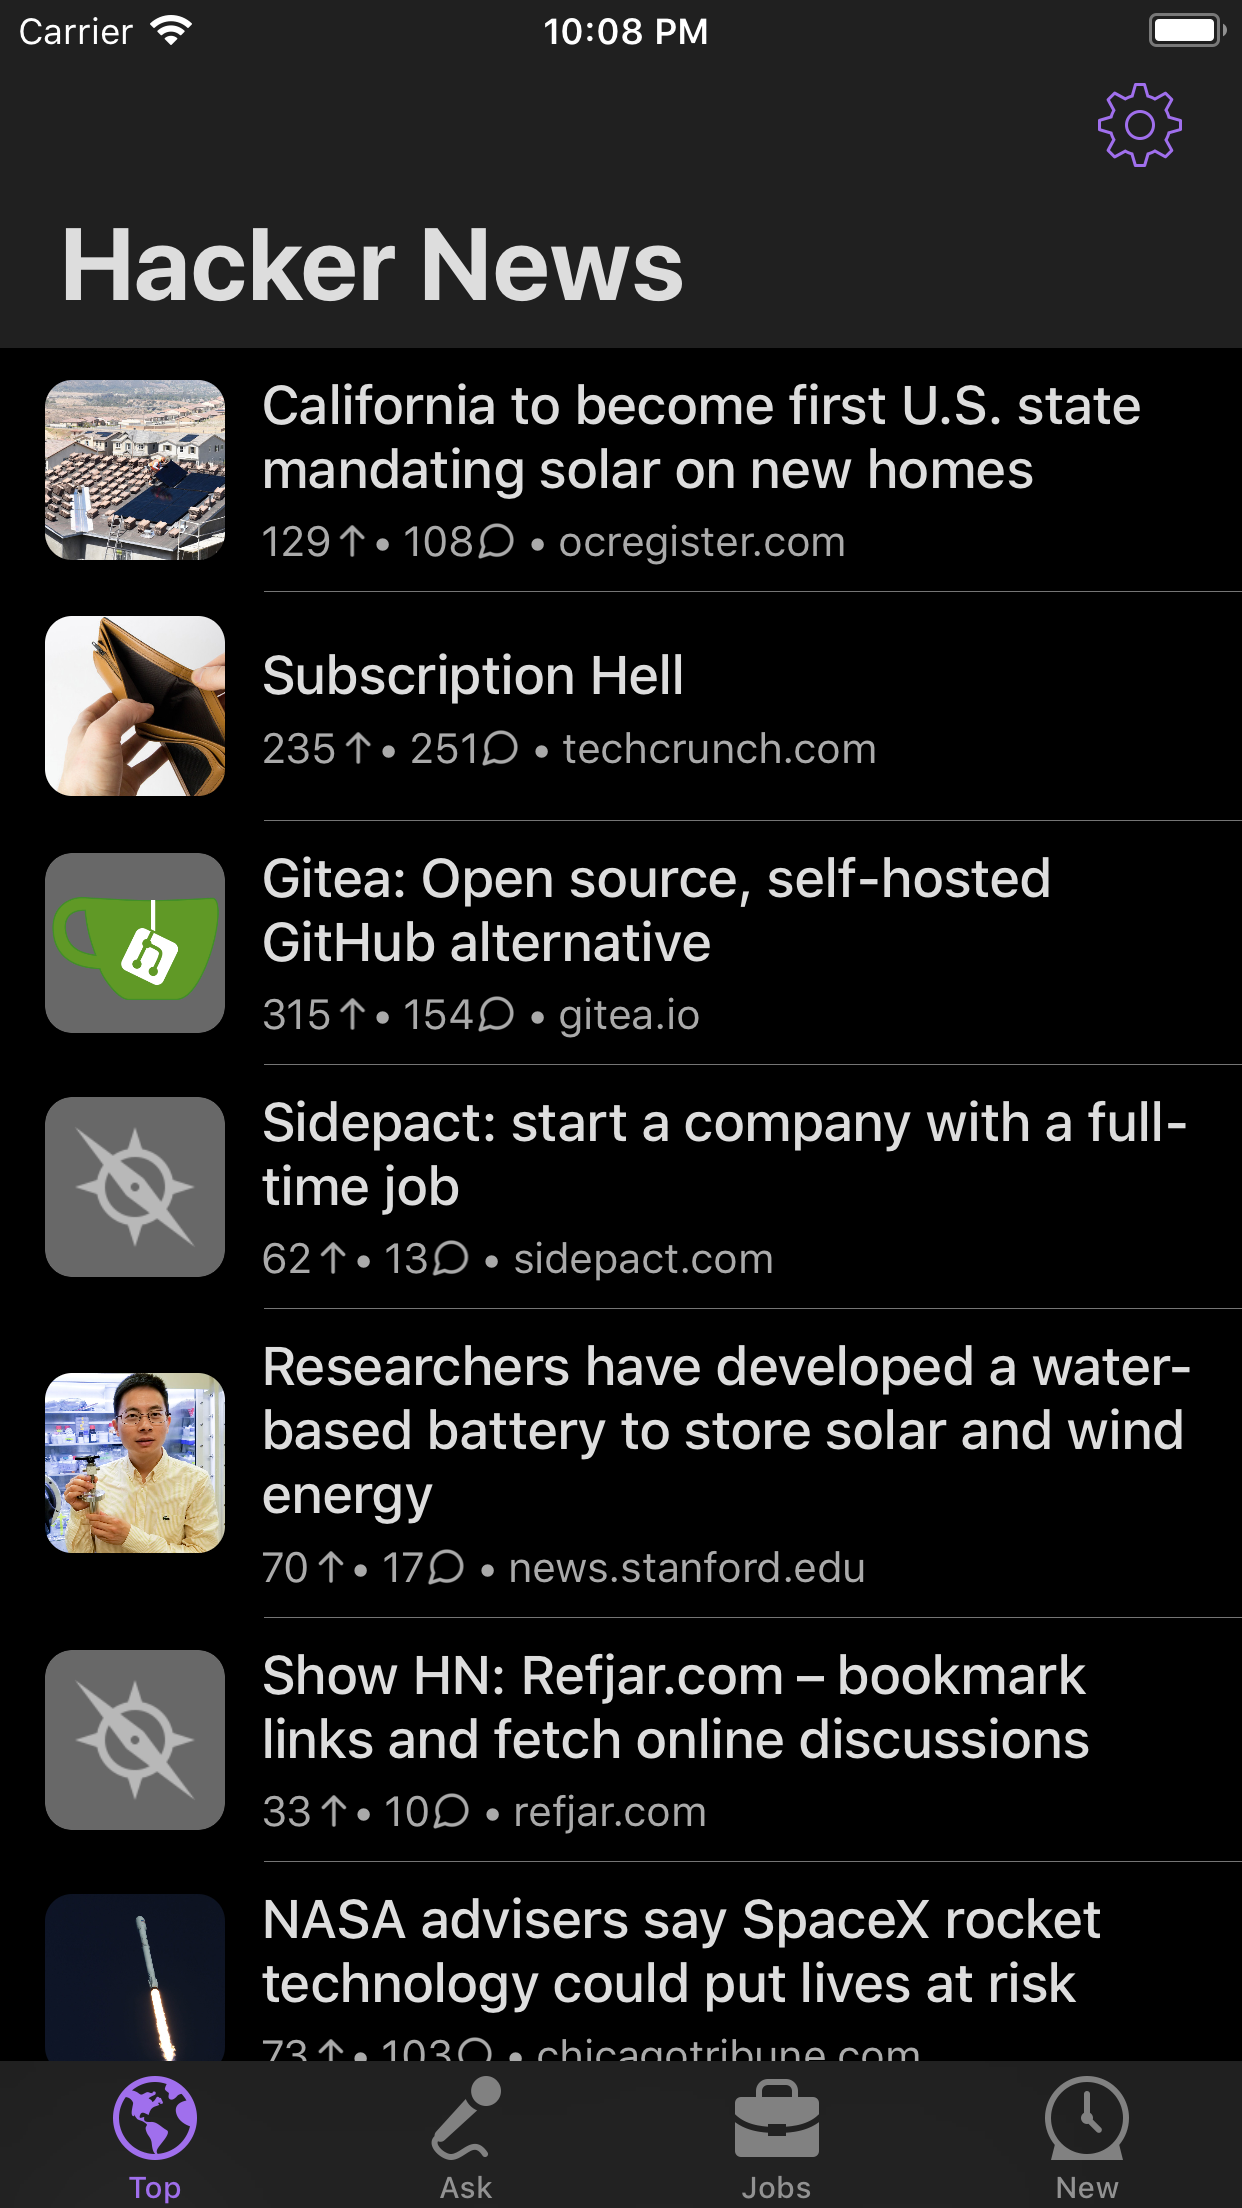 Carrier 10:08 PM
Hacker News
California to become first U.S. state
mandating solar on new homes
129 ↑ • 108 • ocregister.com
Subscription Hell
235 ↑ • 251 • techcrunch.com
Gitea: Open source, self-hosted
GitHub alternative
315 ↑ • 154 • gitea.io
Sidepact: start a company with a full-
time job
62 ↑ • 13 • sidepact.com
Researchers have developed a water-
based battery to store solar and wind
energy
70 ↑ • 17 • news.stanford.edu
Show HN: Refjar.com – bookmark
links and fetch online discussions
33 ↑ • 10 • refjar.com
NASA advisers say SpaceX rocket
technology could put lives at risk
73 ↑ • 103 • chicagotribune.com
Top Ask Jobs New